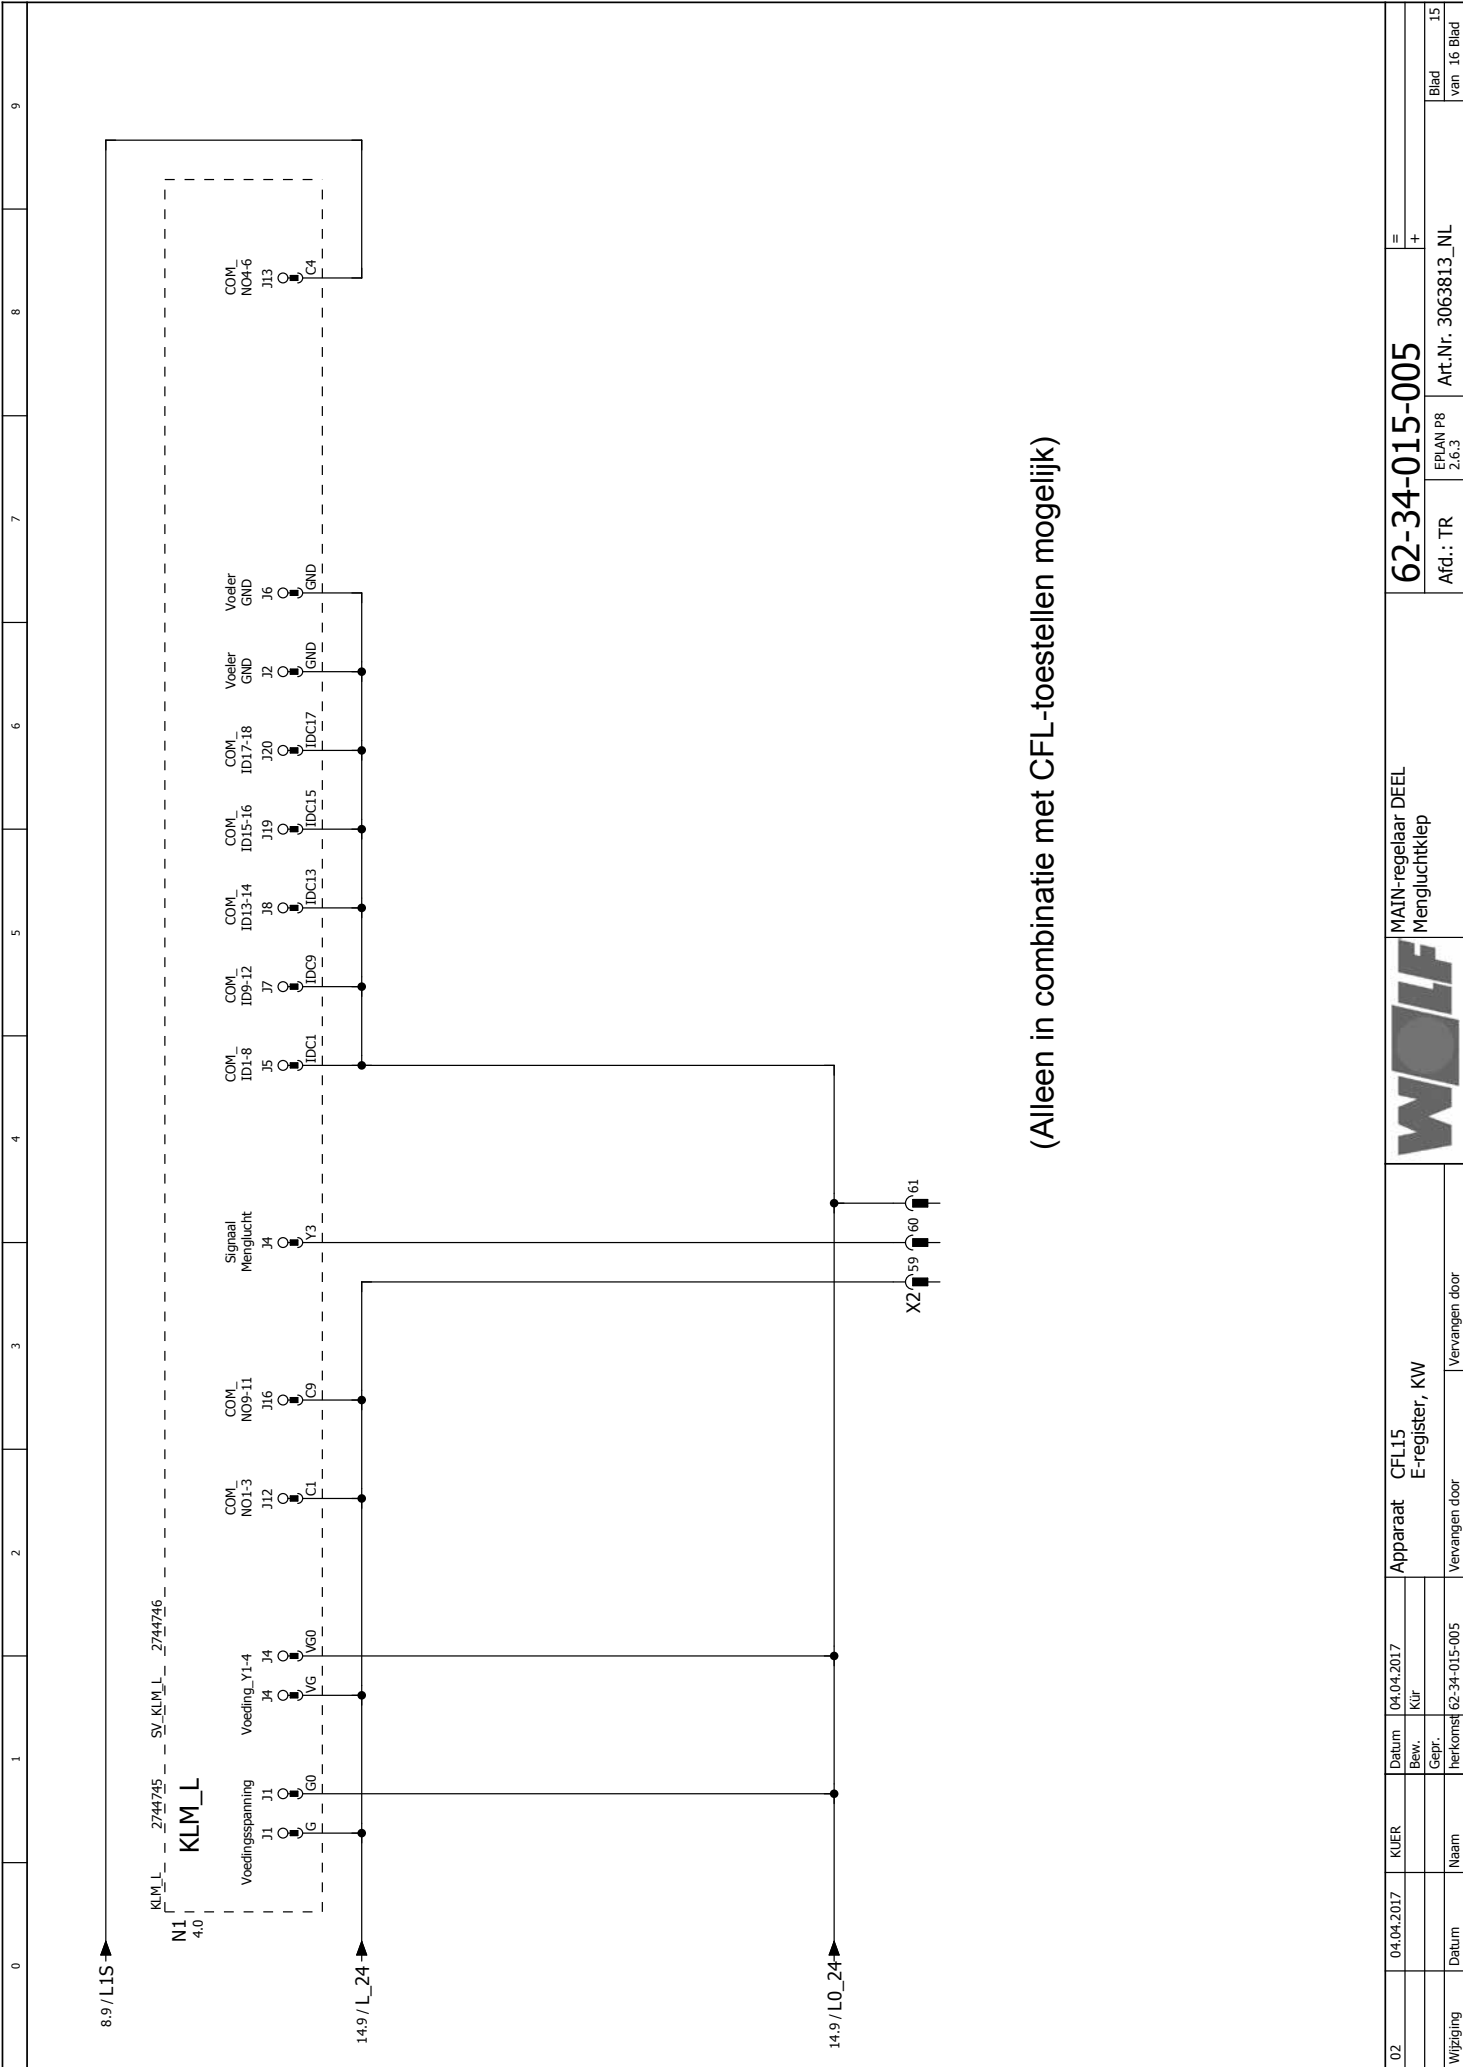 0 1 2 3 4 5 6 7 8 9
8.9 / L1S
KLM_L 2744745 SV_KLM_L 2744746
N1
4.0
KLM_L
Voedingsspanning
J1 J1
G G0
Voeding_Y1-4
J4 J4
VG VG0
COM_
NO1-3
J12
C1
COM_
NO9-11
J16
C9
Signaal
Menglucht
J4
Y3
COM_
ID1-8
J5
IDC1
COM_
ID9-12
J7
IDC9
COM_
ID13-14
J8
IDC13
COM_
ID15-16
J19
IDC15
COM_
ID17-18
J20
IDC17
Voeler
GND
J2
GND
Voeler
GND
J6
GND
COM_
NO4-6
J13
C4
14.9 / L_24
14.9 / L0_24
X2 59 60 61
(Alleen in combinatie met CFL-toestellen mogelijk)
02 04.04.2017 KUER
Wijziging Datum Naam
Datum 04.04.2017
Bew. Kür
Gepr.
herkomst 62-34-015-005
Apparaat CFL15
E-register, KW
Vervangen door Vervangen door
WOLF
MAIN-regelaar DEEL
Mengluchtklep
62-34-015-005
=
+
Afd.: TR
EPLAN P8
2.6.3
Art.Nr. 3063813_NL
Blad 15
van 16 Blad